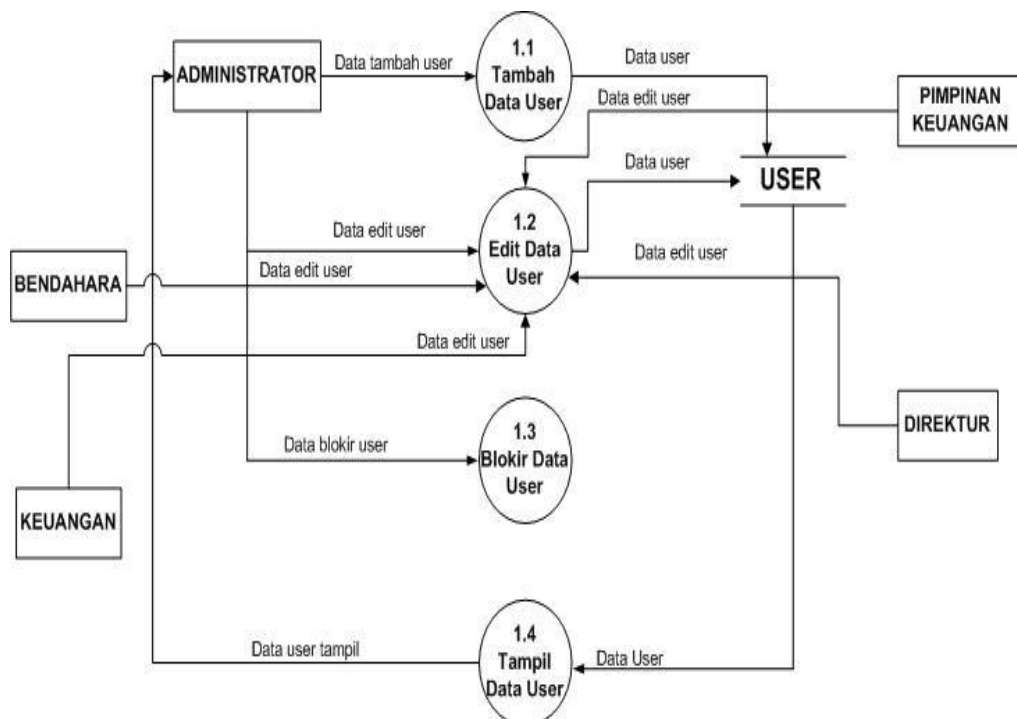 1.1
Tambah
Data User
ADMINISTRATOR
Data tambah user
Data user
Data edit user
PIMPINAN
KEUANGAN
Data user
USER
1.2
Edit Data
User
Data edit user
Data edit user
Data edit user
BENDAHARA
Data edit user
1.3
Blokir Data
User
Data blokir user
DIREKTUR
KEUANGAN
1.4
Tampil
Data User
Data user tampil
Data User